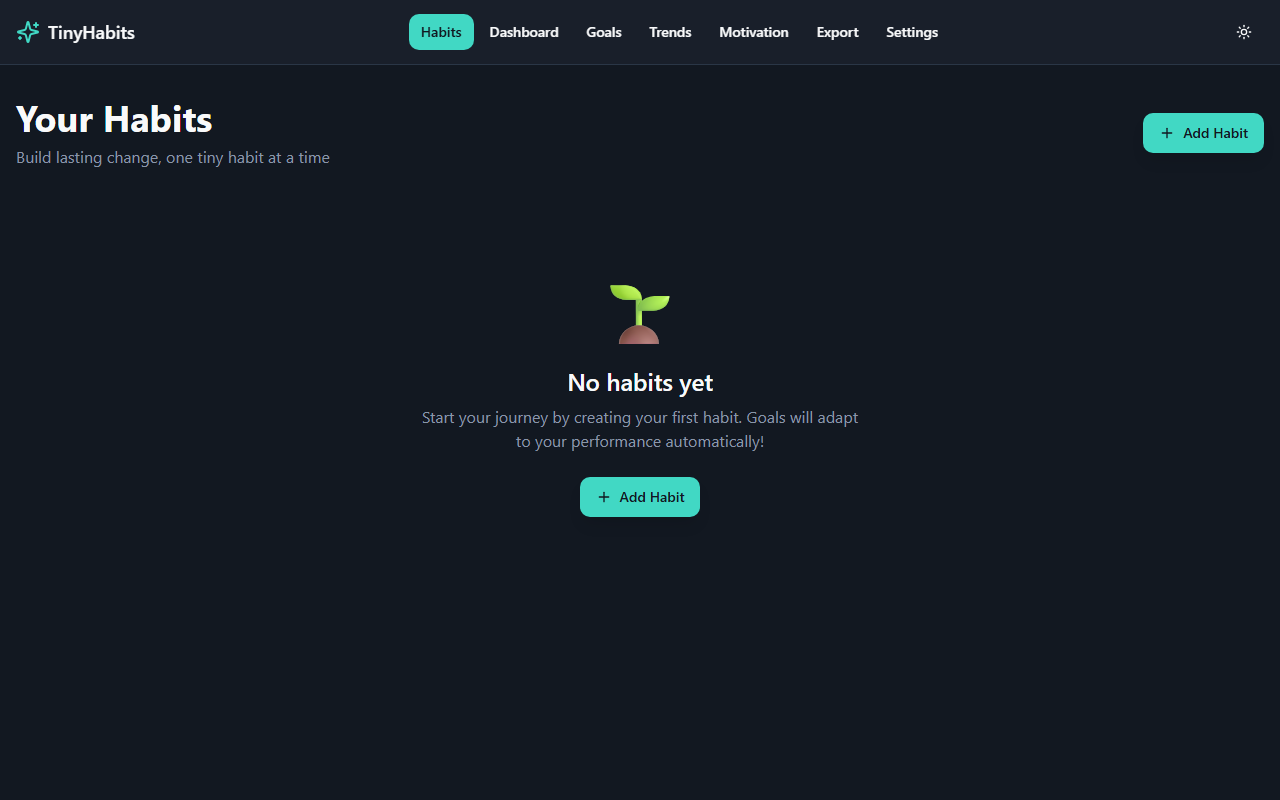 TinyHabits
Habits
Dashboard
Goals
Trends
Motivation
Export
Settings
Your Habits
Build lasting change, one tiny habit at a time
Add Habit
No habits yet
Start your journey by creating your first habit. Goals will adapt
to your performance automatically!
Add Habit